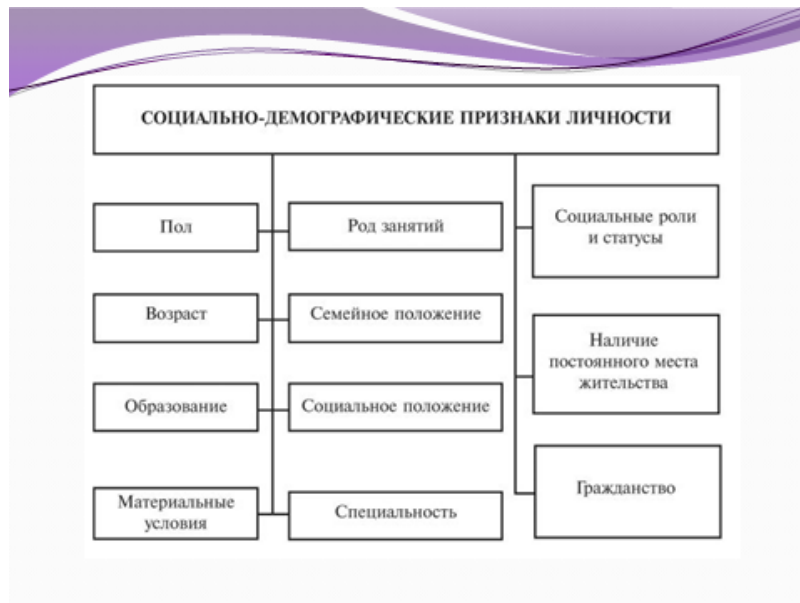 СОЦИАЛЬНО-ДЕМОГРАФИЧЕСКИЕ ПРИЗНАКИ ЛИЧНОСТИ
Пол
Род занятий
Социальные роли
и статусы
Возраст
Семейное положение
Наличие
постоянного места
жительства
Образование
Социальное положение
Гражданство
Материальные
условия
Специальность